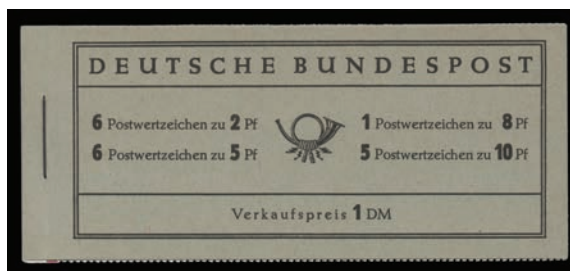 DEUTSCHE BUNDESPOST
6 Postwertzeichen zu 2 Pf
6 Postwertzeichen zu 5 Pf
1 Postwertzeichen zu 8 Pf
5 Postwertzeichen zu 10 Pf
Verkaufspreis 1 DM